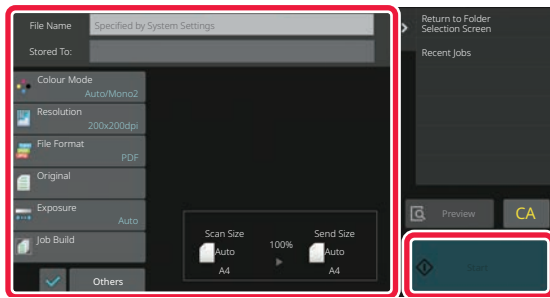 File Name
Specified by System Settings
Stored To:
Colour Mode
Auto/Mono2
Resolution
200x200dpi
File Format
PDF
Original
Exposure
Auto
Job Build
Others
Scan Size
Auto
A4
100%
Send Size
Auto
A4
Return to Folder
Selection Screen
Recent Jobs
Preview
CA
Start